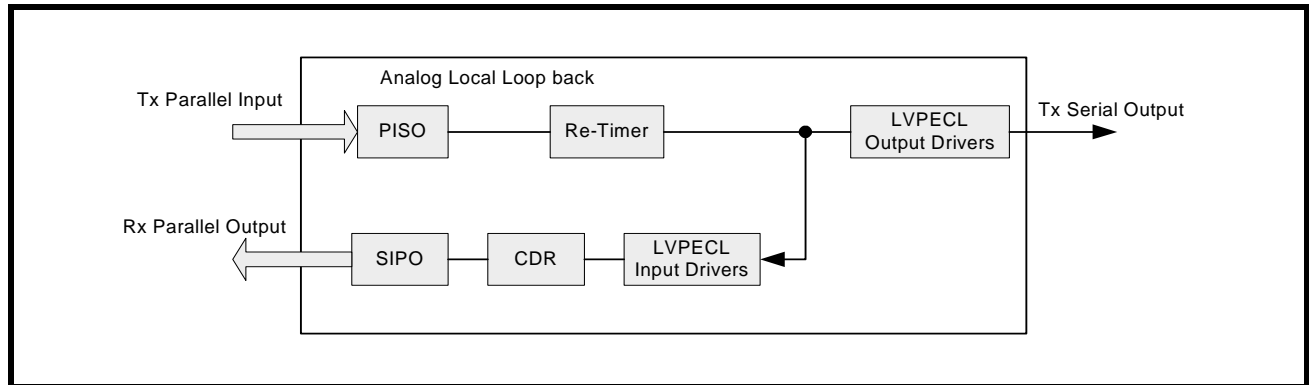 Analog Local Loop back
Tx Parallel Input
PISO
Re-Timer
LVPECL
Output Drivers
Tx Serial Output
Rx Parallel Output
SIPO
CDR
LVPECL
Input Drivers